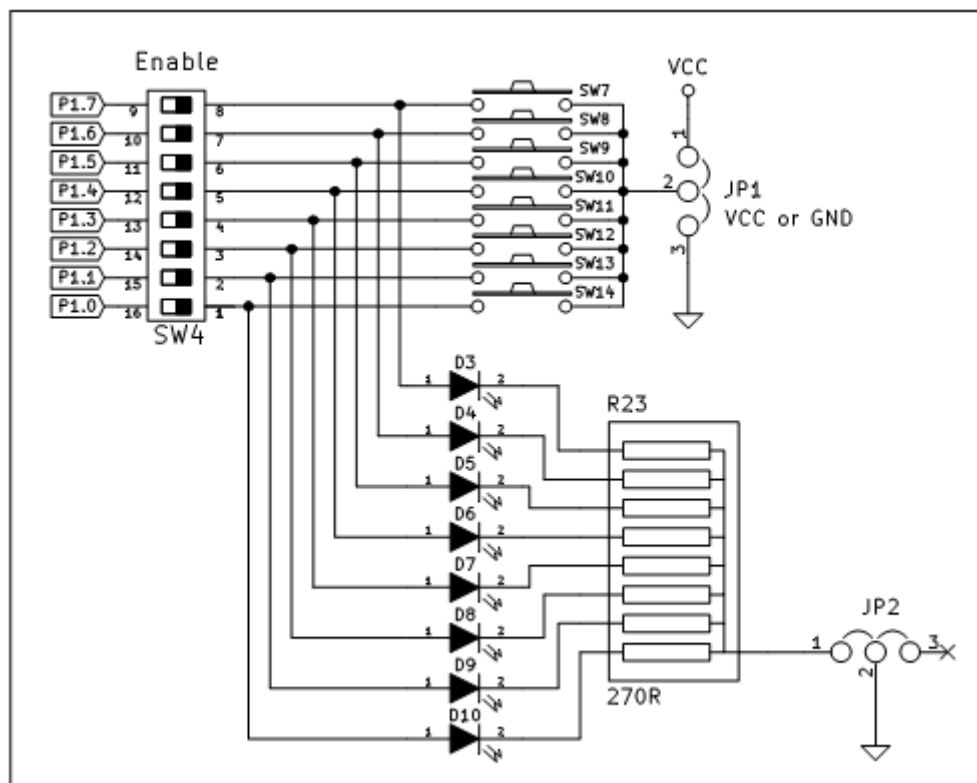 Enable
VCC
P1.7 9 8 SW7
P1.6 10 7 SW8
P1.5 11 6 SW9
P1.4 12 5 SW10
P1.3 13 4 SW11
P1.2 14 3 SW12
P1.1 15 2 SW13
P1.0 16 1 SW14
SW4
1
2 JP1
VCC or GND
3
D3
1 2
D4
1 2
D5
1 2
D6
1 2
D7
1 2
D8
1 2
D9
1 2
D10
1 2
R23
270R
JP2
1 2 3